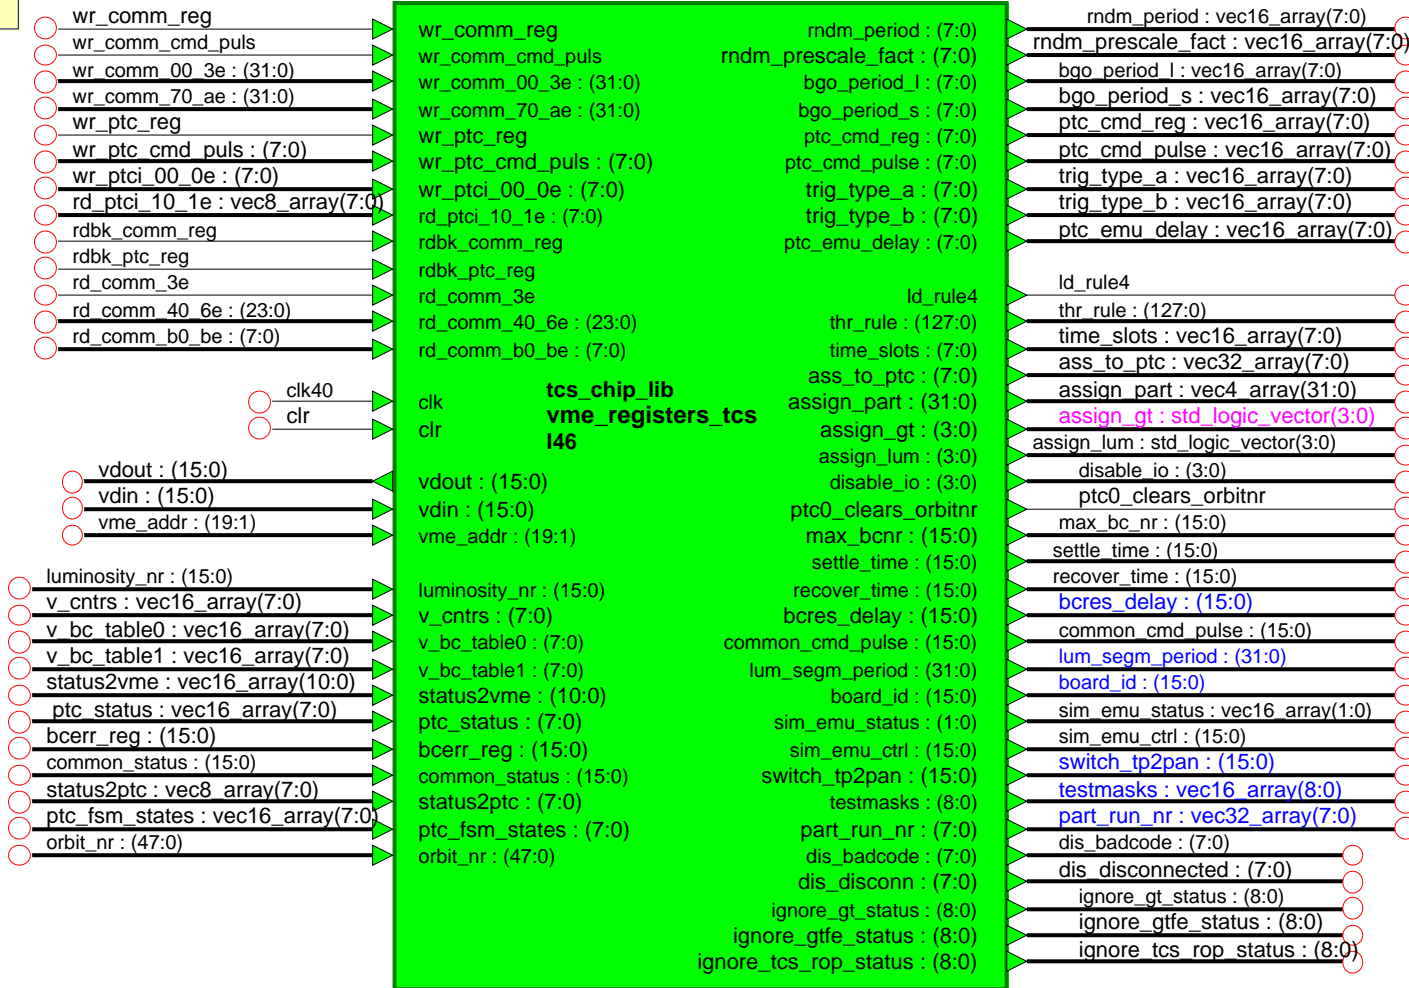 wr_comm_reg
wr_comm_cmd_puls
wr_comm_00_3e : (31:0)
wr_comm_70_ae : (31:0)
wr_ptc_reg
wr_ptc_cmd_puls : (7:0)
wr_ptci_00_0e : (7:0)
rd_ptci_10_1e : vec8_array(7:0)
rdbk_comm_reg
rdbk_ptc_reg
rd_comm_3e
rd_comm_40_6e : (23:0)
rd_comm_b0_be : (7:0)
clk40
clr
vdout : (15:0)
vdin : (15:0)
vme_addr : (19:1)
luminosity_nr : (15:0)
v_cntrs : vec16_array(7:0)
v_bc_table0 : vec16_array(7:0)
v_bc_table1 : vec16_array(7:0)
status2vme : vec16_array(10:0)
ptc_status : vec16_array(7:0)
bcerr_reg : (15:0)
common_status : (15:0)
status2ptc : vec8_array(7:0)
ptc_fsm_states : vec16_array(7:0)
orbit_nr : (47:0)
wr_comm_reg
wr_comm_cmd_puls
wr_comm_00_3e : (31:0)
wr_comm_70_ae : (31:0)
wr_ptc_reg
wr_ptc_cmd_puls : (7:0)
wr_ptci_00_0e : (7:0)
rd_ptci_10_1e : (7:0)
rdbk_comm_reg
rdbk_ptc_reg
rd_comm_3e
rd_comm_40_6e : (23:0)
rd_comm_b0_be : (7:0)
clk
clr
vdout : (15:0)
vdin : (15:0)
vme_addr : (19:1)
luminosity_nr : (15:0)
v_cntrs : (7:0)
v_bc_table0 : (7:0)
v_bc_table1 : (7:0)
status2vme : (10:0)
ptc_status : (7:0)
bcerr_reg : (15:0)
common_status : (15:0)
status2ptc : (7:0)
ptc_fsm_states : (7:0)
orbit_nr : (47:0)
tcs_chip_lib
vme_registers_tcs
I46
rndm_period : (7:0)
rndm_prescale_fact : (7:0)
bgo_period_l : (7:0)
bgo_period_s : (7:0)
ptc_cmd_reg : (7:0)
ptc_cmd_pulse : (7:0)
trig_type_a : (7:0)
trig_type_b : (7:0)
ptc_emu_delay : (7:0)
ld_rule4
thr_rule : (127:0)
time_slots : (7:0)
ass_to_ptc : (7:0)
assign_part : (31:0)
assign_gt : (3:0)
assign_lum : (3:0)
disable_io : (3:0)
ptc0_clears_orbitnr
max_bcnr : (15:0)
settle_time : (15:0)
recover_time : (15:0)
bcres_delay : (15:0)
common_cmd_pulse : (15:0)
lum_segm_period : (31:0)
board_id : (15:0)
sim_emu_status : (1:0)
sim_emu_ctrl : (15:0)
switch_tp2pan : (15:0)
testmasks : (8:0)
part_run_nr : (7:0)
dis_badcode : (7:0)
dis_disconn : (7:0)
ignore_gt_status : (8:0)
ignore_gtfe_status : (8:0)
ignore_tcs_rop_status : (8:0)
rndm_period : vec16_array(7:0)
rndm_prescale_fact : vec16_array(7:0)
bgo_period_l : vec16_array(7:0)
bgo_period_s : vec16_array(7:0)
ptc_cmd_reg : vec16_array(7:0)
ptc_cmd_pulse : vec16_array(7:0)
trig_type_a : vec16_array(7:0)
trig_type_b : vec16_array(7:0)
ptc_emu_delay : vec16_array(7:0)
ld_rule4
thr_rule : (127:0)
time_slots : vec16_array(7:0)
ass_to_ptc : vec32_array(7:0)
assign_part : vec4_array(31:0)
assign_gt : std_logic_vector(3:0)
assign_lum : std_logic_vector(3:0)
disable_io : (3:0)
ptc0_clears_orbitnr
max_bc_nr : (15:0)
settle_time : (15:0)
recover_time : (15:0)
bcres_delay : (15:0)
common_cmd_pulse : (15:0)
lum_segm_period : (31:0)
board_id : (15:0)
sim_emu_status : vec16_array(1:0)
sim_emu_ctrl : (15:0)
switch_tp2pan : (15:0)
testmasks : vec16_array(8:0)
part_run_nr : vec32_array(7:0)
dis_badcode : (7:0)
dis_disconnected : (7:0)
ignore_gt_status : (8:0)
ignore_gtfe_status : (8:0)
ignore_tcs_rop_status : (8:0)